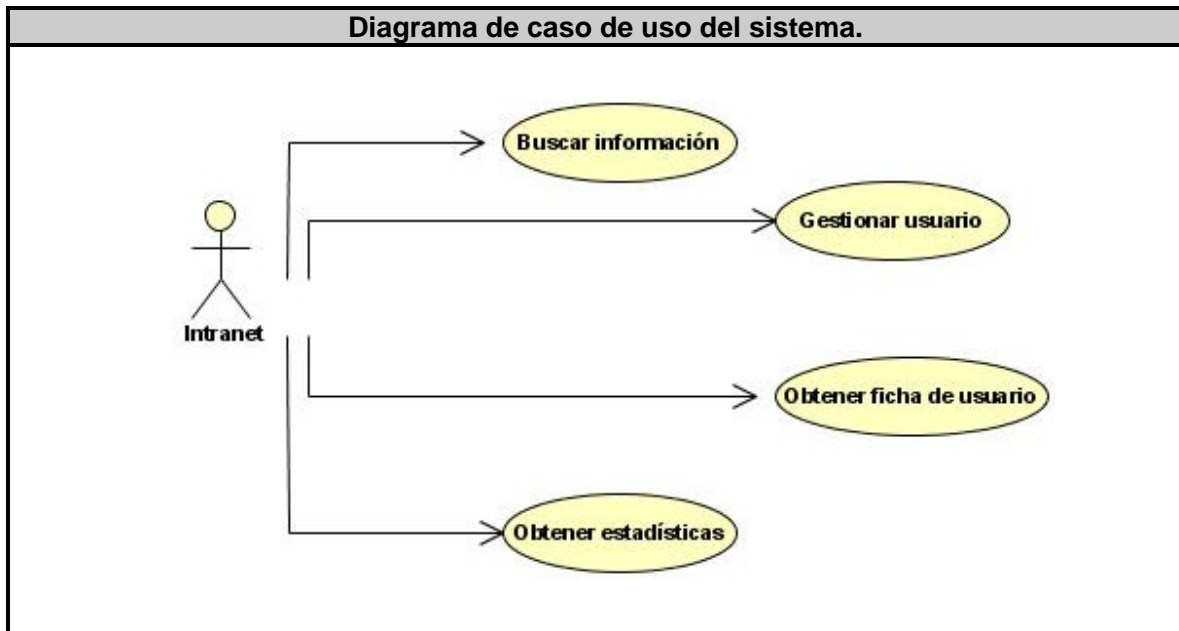 Diagrama de caso de uso del sistema.
Buscar información
Gestionar usuario
Intranet
Obtener ficha de usuario
Obtener estadísticas